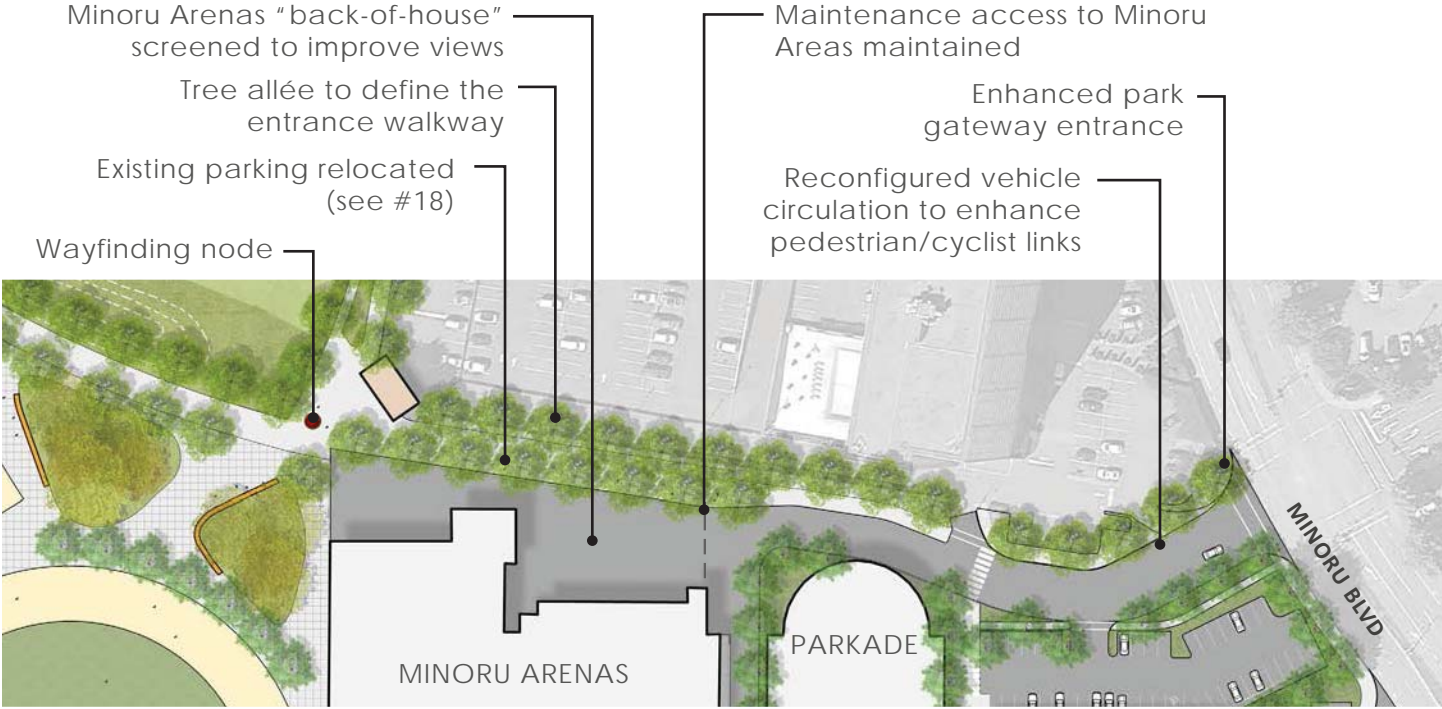 Minoru Arenas “back-of-house”
screened to improve views
Tree allée to define the
entrance walkway
Existing parking relocated
(see #18)
Wayfinding node
Maintenance access to Minoru
Areas maintained
Enhanced park
gateway entrance
Reconfigured vehicle
circulation to enhance
pedestrian/cyclist links
MINORU BLVD
PARKADE
MINORU ARENAS